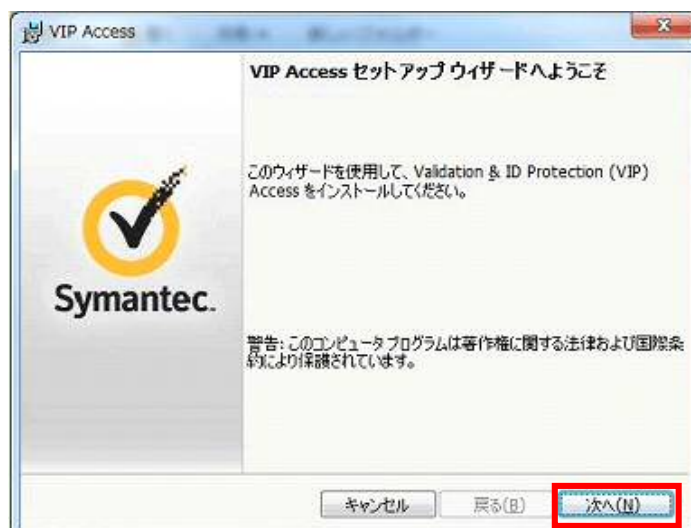 VIP Access
VIP Access セットアップ ウィザードへようこそ
このウィザードを使用して、Validation & ID Protection (VIP)
Access をインストールしてください。
Symantec.
警告: このコンピュータ プログラムは著作権に関する法律および国際条
約により保護されています。
キャンセル 戻る(B) 次へ(N)